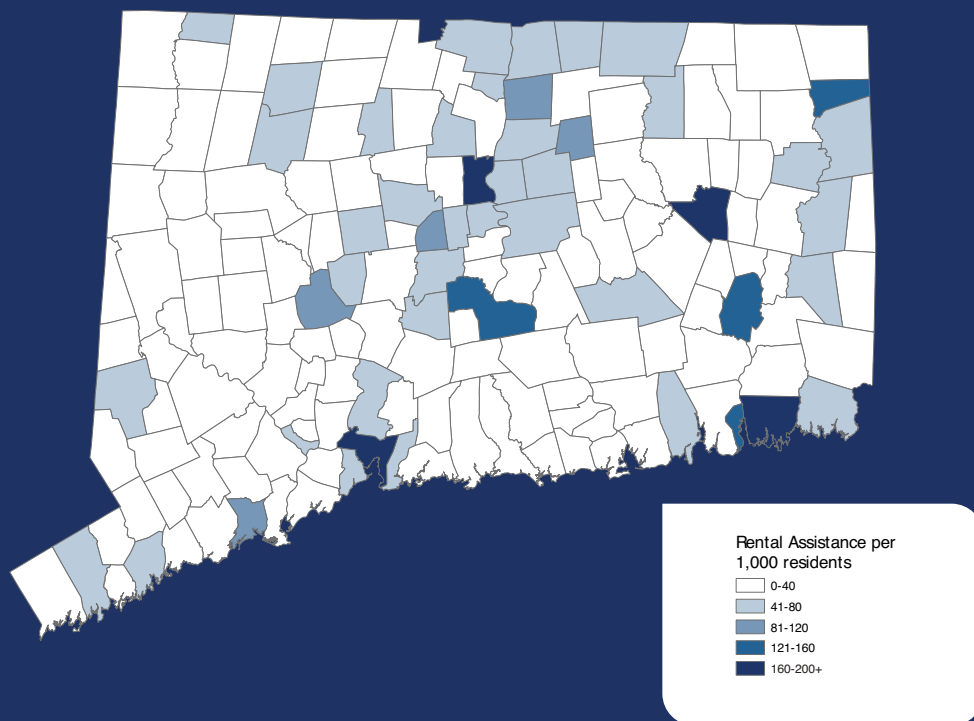 Rental Assistance per
1,000 residents
0-40
41-80
81-120
121-160
160-200+